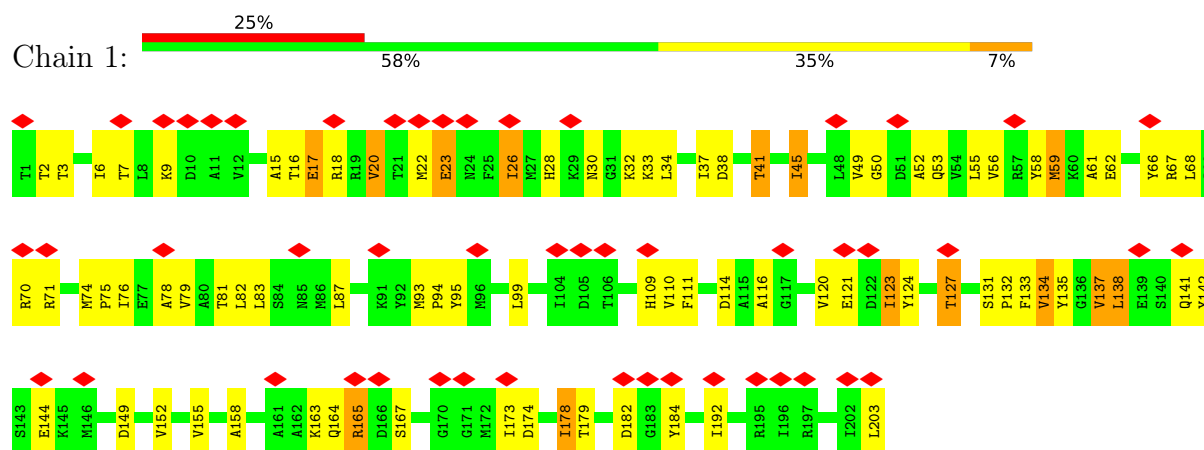 25%
Chain 1:
58% 35% 7%
T1 T2 T3 I6 T7 L8 K9 D10 A11 V12 A15 T16 E17 R18 R19 V20 T21 M22 E23 N24 F25 I26 M27 H28 K29 N30 G31 K32 K33 L34 I37 D38 T41 I45 L48 V49 G50 D51 A52 Q53 V54 L55 V56 R57 Y58 M59 K60 A61 E62 Y66 R67 L68
R70 R71 M74 P75 I76 E77 A78 V79 A80 T81 L82 L83 S84 N85 M86 L87 K91 Y92 M93 P94 Y95 M96 L99 I104 D105 T106 H109 V110 F111 D114 A115 A116 G117 V120 E121 D122 I123 Y124 T127 S131 P132 F133 V134 Y135 G136 V137 L138 E139 S140 Q141
S143 E144 K145 M146 D149 V152 V155 A158 A161 A162 K163 Q164 R165 D166 S167 G170 G171 M172 I173 D174 I178 T179 D182 G183 Y184 I192 R195 I196 R197 I202 L203